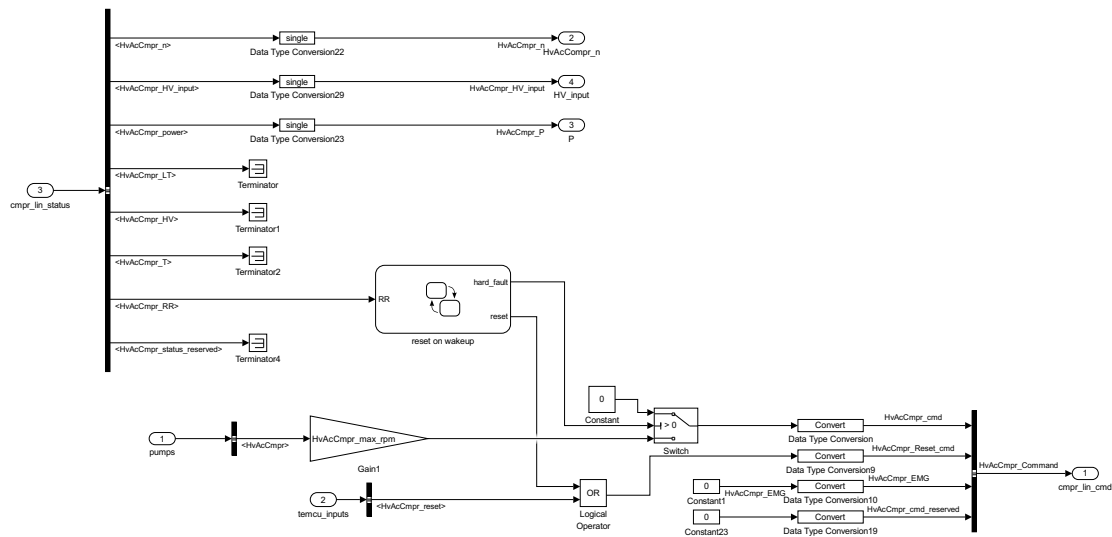 <HvAcCmpr_n>
single
Data Type Conversion22
HvAcCmpr_n
2
HvAcCompr_n
<HvAcCmpr_HV_input>
single
Data Type Conversion29
HvAcCmpr_HV_input
4
HV_input
<HvAcCmpr_power>
single
Data Type Conversion23
HvAcCmpr_P
3
P
<HvAcCmpr_LT>
Terminator
3
cmpr_lin_status
<HvAcCmpr_HV>
Terminator1
<HvAcCmpr_T>
Terminator2
<HvAcCmpr_RR>
RR
hard_fault
reset
reset on wakeup
<HvAcCmpr_status_reserved>
Terminator4
0
Constant
> 0
Switch
1
pumps
<HvAcCmpr>
HvAcCmpr_max_rpm
Gain1
Convert
Data Type Conversion
HvAcCmpr_cmd
Convert
Data Type Conversion9
HvAcCmpr_Reset_cmd
HvAcCmpr_Command
1
cmpr_lin_cmd
2
temcu_inputs
<HvAcCmpr_reset>
OR
Logical
Operator
0
Constant1
HvAcCmpr_EMG
Convert
Data Type Conversion10
HvAcCmpr_EMG
0
Constant23
Convert
Data Type Conversion19
HvAcCmpr_cmd_reserved